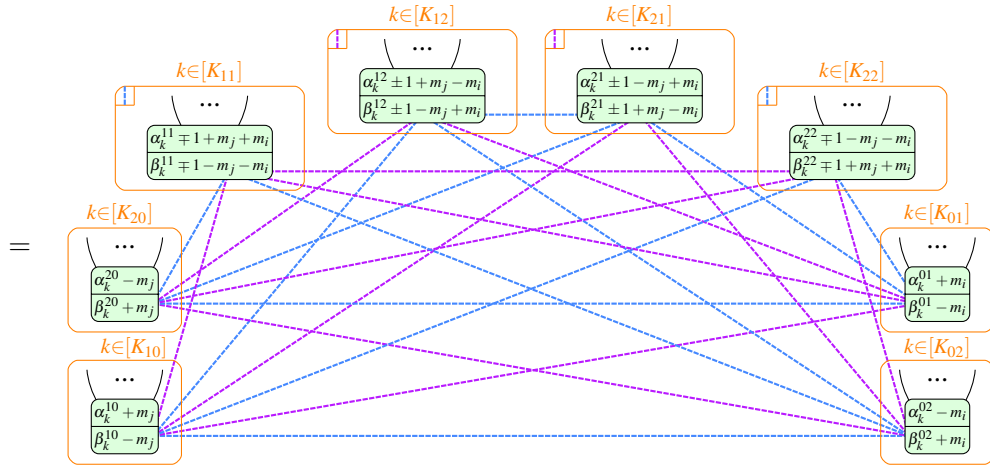 k∈[K₁₂] k∈[K₂₁]
... ...
α_k^{12} ± 1 + m_j − m_i α_k^{21} ± 1 − m_j + m_i
β_k^{12} ± 1 − m_j + m_i β_k^{21} ± 1 + m_j − m_i
k∈[K₁₁] k∈[K₂₂]
... ...
α_k^{11} ∓ 1 + m_j + m_i α_k^{22} ∓ 1 − m_j − m_i
β_k^{11} ∓ 1 − m_j − m_i β_k^{22} ∓ 1 + m_j + m_i
k∈[K₂₀] k∈[K₀₁]
= ... ...
α_k^{20} − m_j α_k^{01} + m_i
β_k^{20} + m_j β_k^{01} − m_i
k∈[K₁₀] k∈[K₀₂]
... ...
α_k^{10} + m_j α_k^{02} − m_i
β_k^{10} − m_j β_k^{02} + m_i